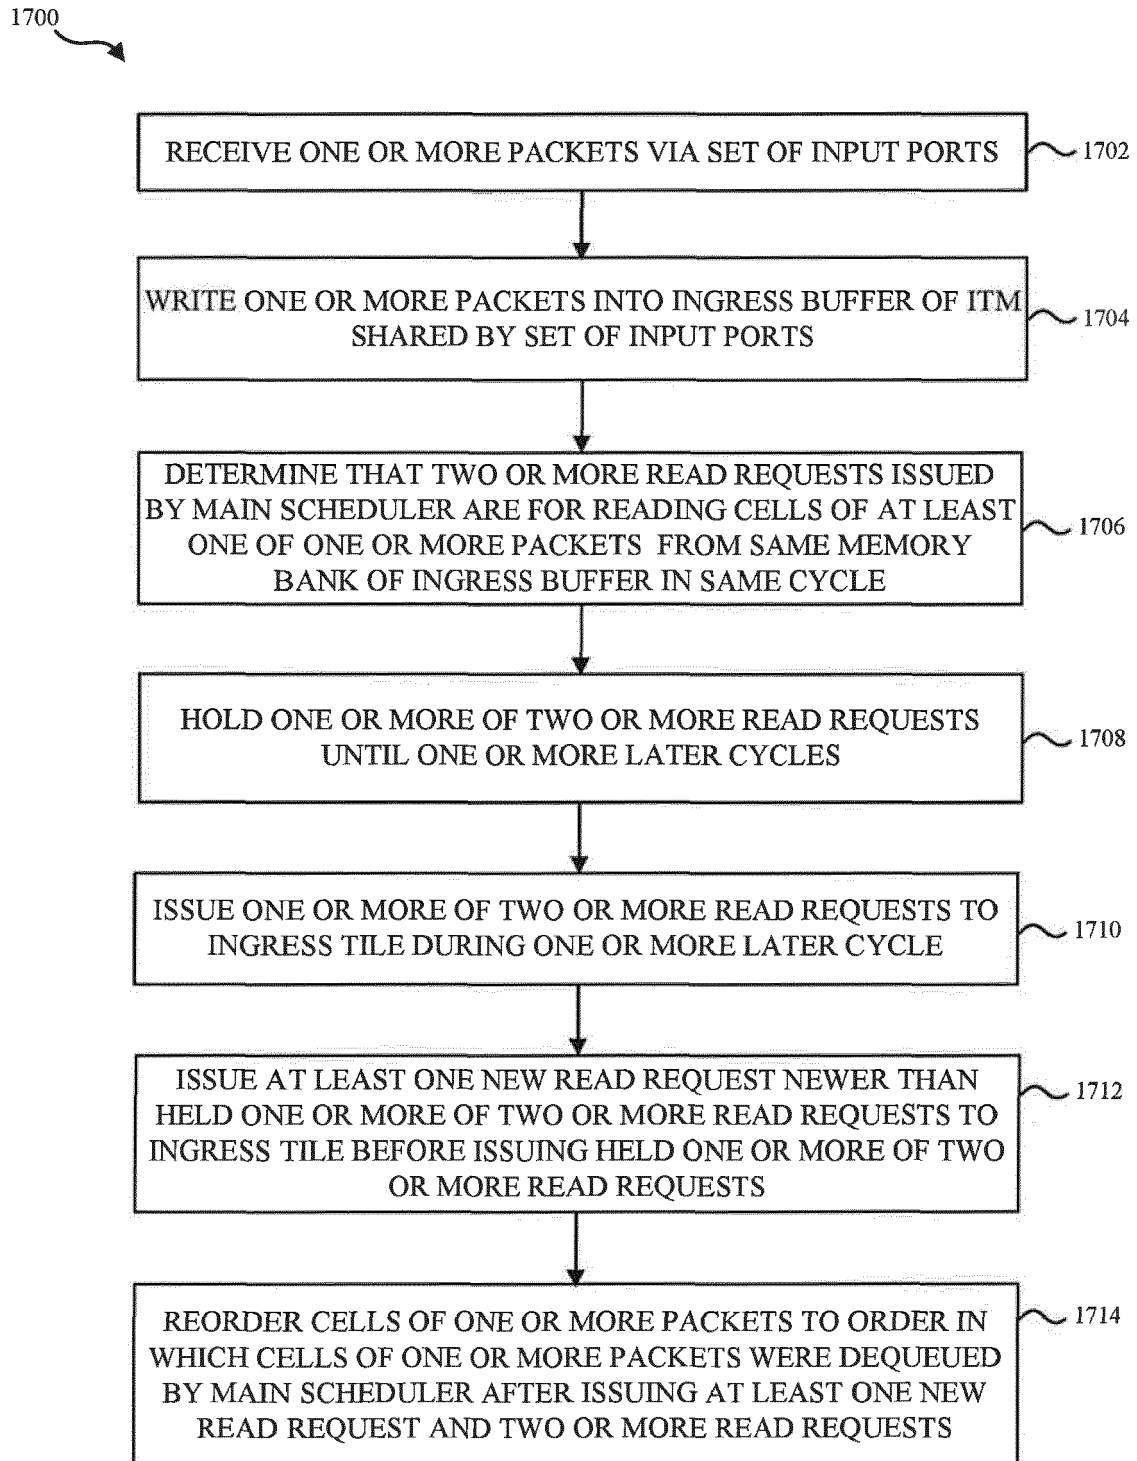 1700
RECEIVE ONE OR MORE PACKETS VIA SET OF INPUT PORTS
1702
WRITE ONE OR MORE PACKETS INTO INGRESS BUFFER OF ITM
SHARED BY SET OF INPUT PORTS
1704
DETERMINE THAT TWO OR MORE READ REQUESTS ISSUED
BY MAIN SCHEDULER ARE FOR READING CELLS OF AT LEAST
ONE OF ONE OR MORE PACKETS FROM SAME MEMORY
BANK OF INGRESS BUFFER IN SAME CYCLE
1706
HOLD ONE OR MORE OF TWO OR MORE READ REQUESTS
UNTIL ONE OR MORE LATER CYCLES
1708
ISSUE ONE OR MORE OF TWO OR MORE READ REQUESTS TO
INGRESS TILE DURING ONE OR MORE LATER CYCLE
1710
ISSUE AT LEAST ONE NEW READ REQUEST NEWER THAN
HELD ONE OR MORE OF TWO OR MORE READ REQUESTS TO
INGRESS TILE BEFORE ISSUING HELD ONE OR MORE OF TWO
OR MORE READ REQUESTS
1712
REORDER CELLS OF ONE OR MORE PACKETS TO ORDER IN
WHICH CELLS OF ONE OR MORE PACKETS WERE DEQUEUED
BY MAIN SCHEDULER AFTER ISSUING AT LEAST ONE NEW
READ REQUEST AND TWO OR MORE READ REQUESTS
1714